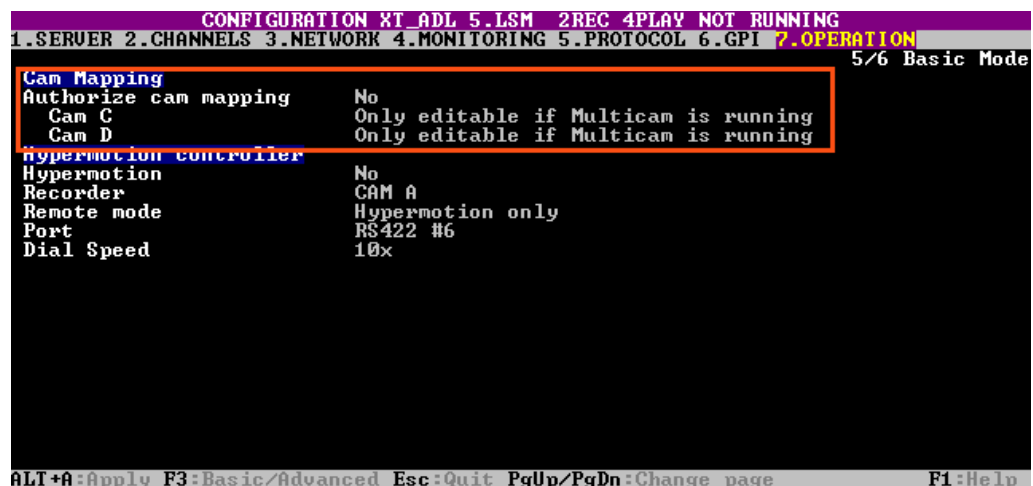 CONFIGURATION XT_ADL 5.LSM 2REC 4PLAY NOT RUNNING
1.SERVER 2.CHANNELS 3.NETWORK 4.MONITORING 5.PROTOCOL 6.GPI 7.OPERATION
5/6 Basic Mode
Cam Mapping
Authorize cam mapping No
Cam C Only editable if Multicam is running
Cam D Only editable if Multicam is running
Hypermotion controller
Hypermotion No
Recorder CAM A
Remote mode Hypermotion only
Port RS422 #6
Dial Speed 10x
ALT+A:Apply F3:Basic/Advanced Esc:Quit PgUp/PgDn:Change page F1:Help